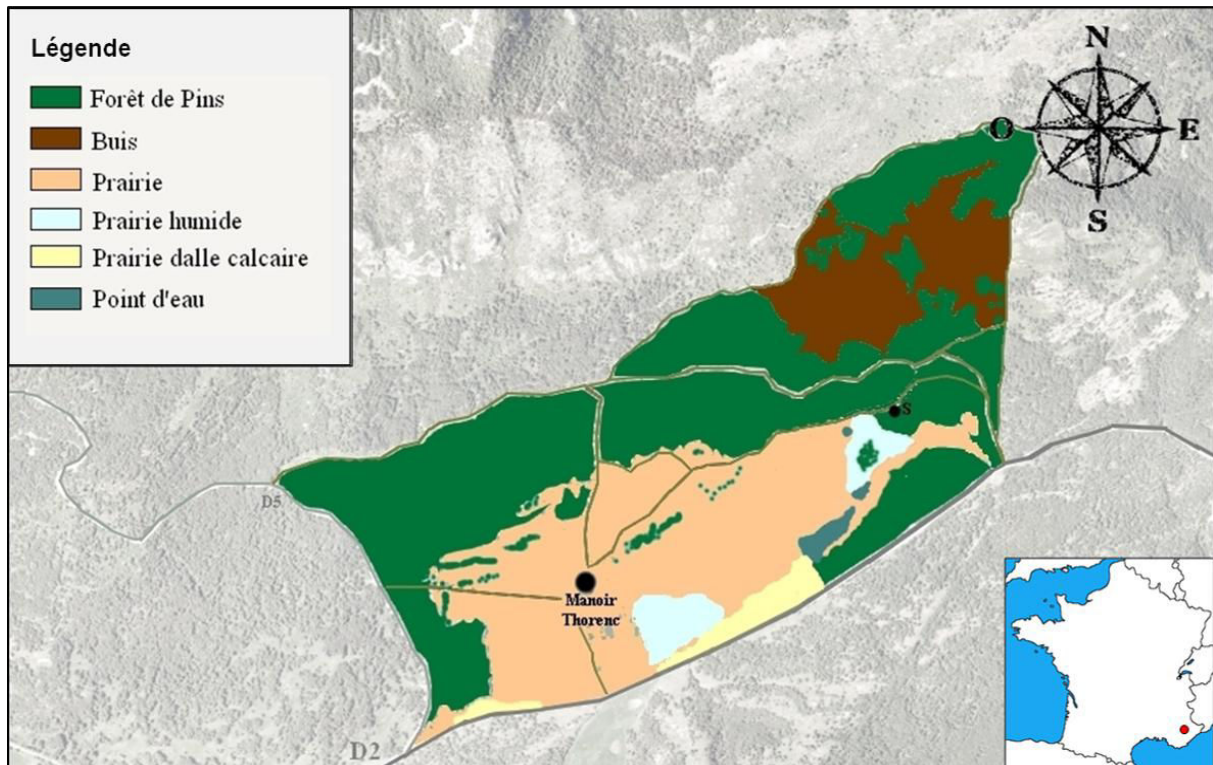 Légende
Forêt de Pins
Buis
Prairie
Prairie humide
Prairie dalle calcaire
Point d'eau
N
O
E
S
S
D5
Manoir
Thorenc
D2